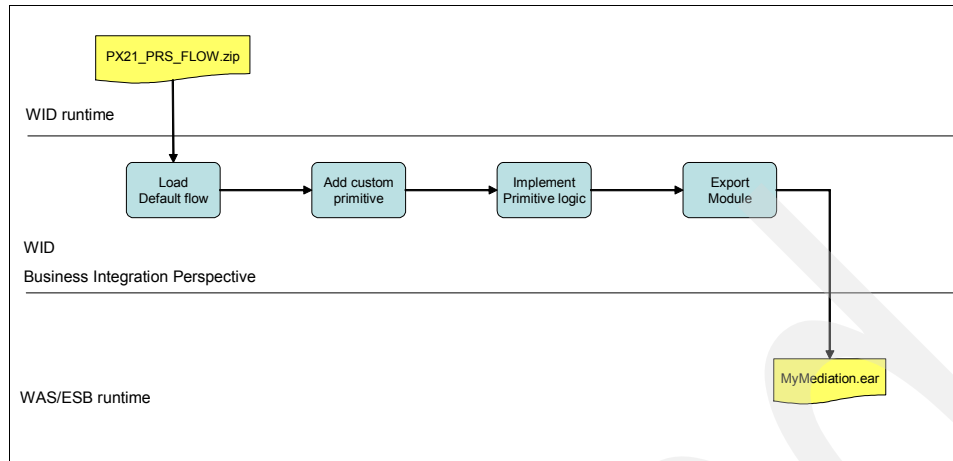 PX21_PRS_FLOW.zip
WID runtime
Load
Default flow
Add custom
primitive
Implement
Primitive logic
Export
Module
WID
Business Integration Perspective
MyMediation.ear
WAS/ESB runtime